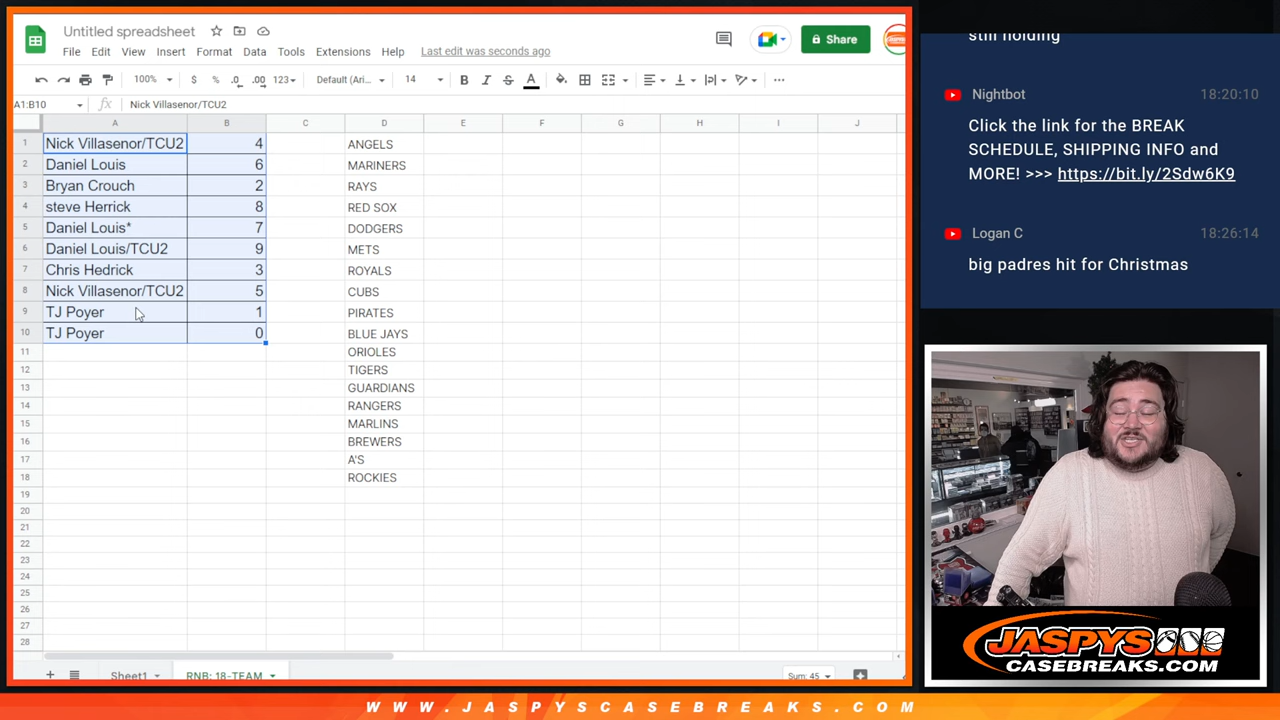 Untitled spreadsheet
File Edit View Insert Format Data Tools Extensions Help Last edit was seconds ago
Share
JASPYS
100% $ % .0 .00 123 Default (Ari... 14 B I S A
A1:B10 fx Nick Villasenor/TCU2
A B C D E F G H I J
1 Nick Villasenor/TCU2 4 ANGELS
2 Daniel Louis 6 MARINERS
3 Bryan Crouch 2 RAYS
4 steve Herrick 8 RED SOX
5 Daniel Louis* 7 DODGERS
6 Daniel Louis/TCU2 9 METS
7 Chris Hedrick 3 ROYALS
8 Nick Villasenor/TCU2 5 CUBS
9 TJ Poyer 1 PIRATES
10 TJ Poyer 0 BLUE JAYS
11 ORIOLES
12 TIGERS
13 GUARDIANS
14 RANGERS
15 MARLINS
16 BREWERS
17 A'S
18 ROCKIES
19
20
21
22
23
24
25
26
27
28
Sheet1 RNB: 18-TEAM Sum: 45
still holding
Nightbot 18:20:10
Click the link for the BREAK
SCHEDULE, SHIPPING INFO and
MORE! >>> https://bit.ly/2Sdw6K9
Logan C 18:26:14
big padres hit for Christmas
JASPYS
CASEBREAKS.COM
WWW.JASPYSCASEBREAKS.COM